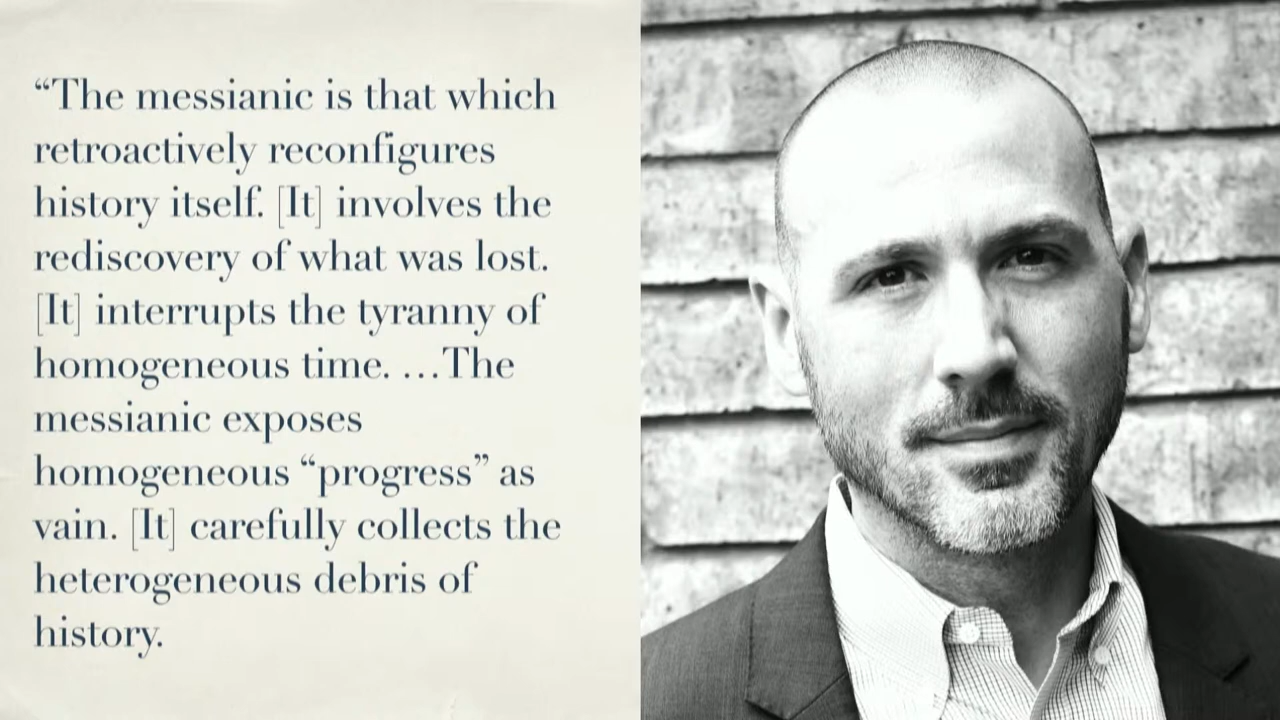 “The messianic is that which
retroactively reconfigures
history itself. [It] involves the
rediscovery of what was lost.
[It] interrupts the tyranny of
homogeneous time. …The
messianic exposes
homogeneous “progress” as
vain. [It] carefully collects the
heterogeneous debris of
history.